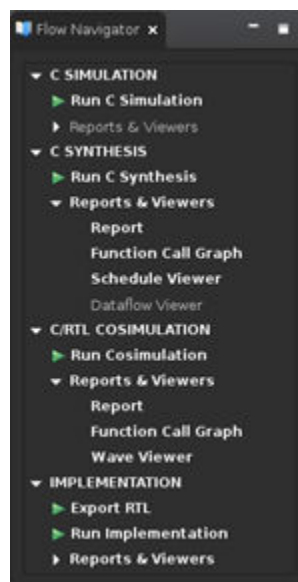 Flow Navigator
C SIMULATION
Run C Simulation
Reports & Viewers
C SYNTHESIS
Run C Synthesis
Reports & Viewers
Report
Function Call Graph
Schedule Viewer
Dataflow Viewer
C/RTL COSIMULATION
Run Cosimulation
Reports & Viewers
Report
Function Call Graph
Wave Viewer
IMPLEMENTATION
Export RTL
Run Implementation
Reports & Viewers